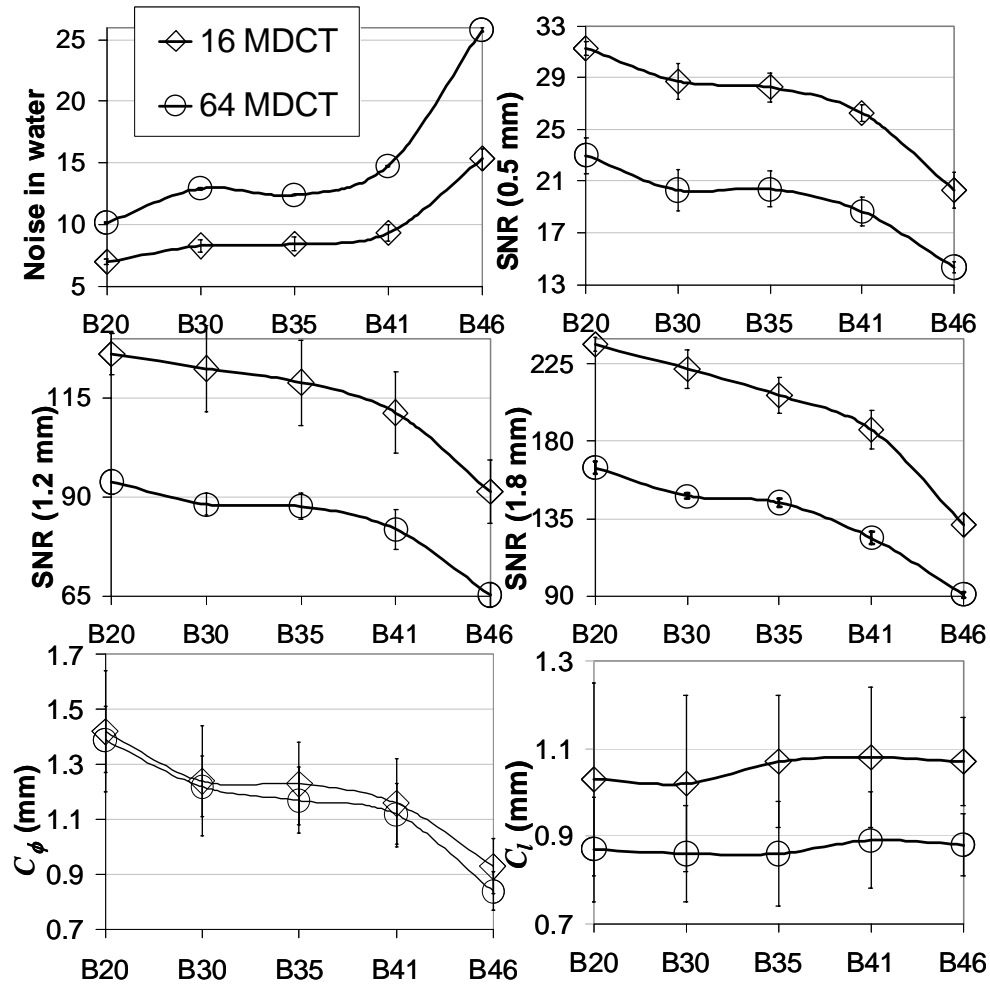 16 MDCT
64 MDCT
Noise in water
25
20
15
10
5
B20 B30 B35 B41 B46
SNR (0.5 mm)
33
29
25
21
17
13
B20 B30 B35 B41 B46
SNR (1.2 mm)
115
90
65
B20 B30 B35 B41 B46
SNR (1.8 mm)
225
180
135
90
B20 B30 B35 B41 B46
Cϕ (mm)
1.7
1.5
1.3
1.1
0.9
0.7
B20 B30 B35 B41 B46
Cl (mm)
1.3
1.1
0.9
0.7
B20 B30 B35 B41 B46